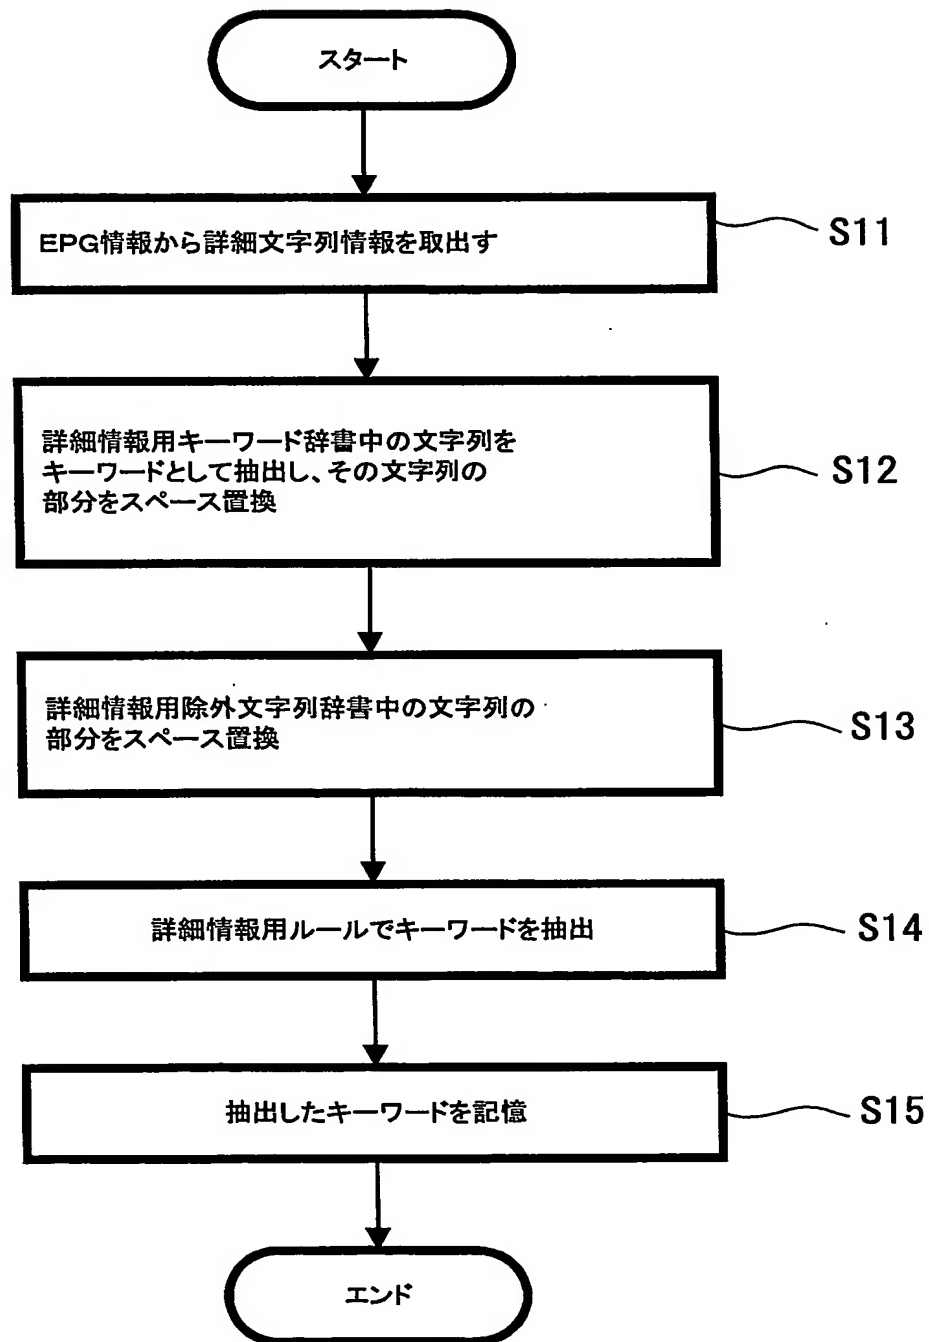 スタート
EPG情報から詳細文字列情報を取出す
S11
詳細情報用キーワード辞書中の文字列を
キーワードとして抽出し、その文字列の
部分をスペース置換
S12
詳細情報用除外文字列辞書中の文字列の
部分をスペース置換
S13
詳細情報用ルールでキーワードを抽出
S14
抽出したキーワードを記憶
S15
エンド